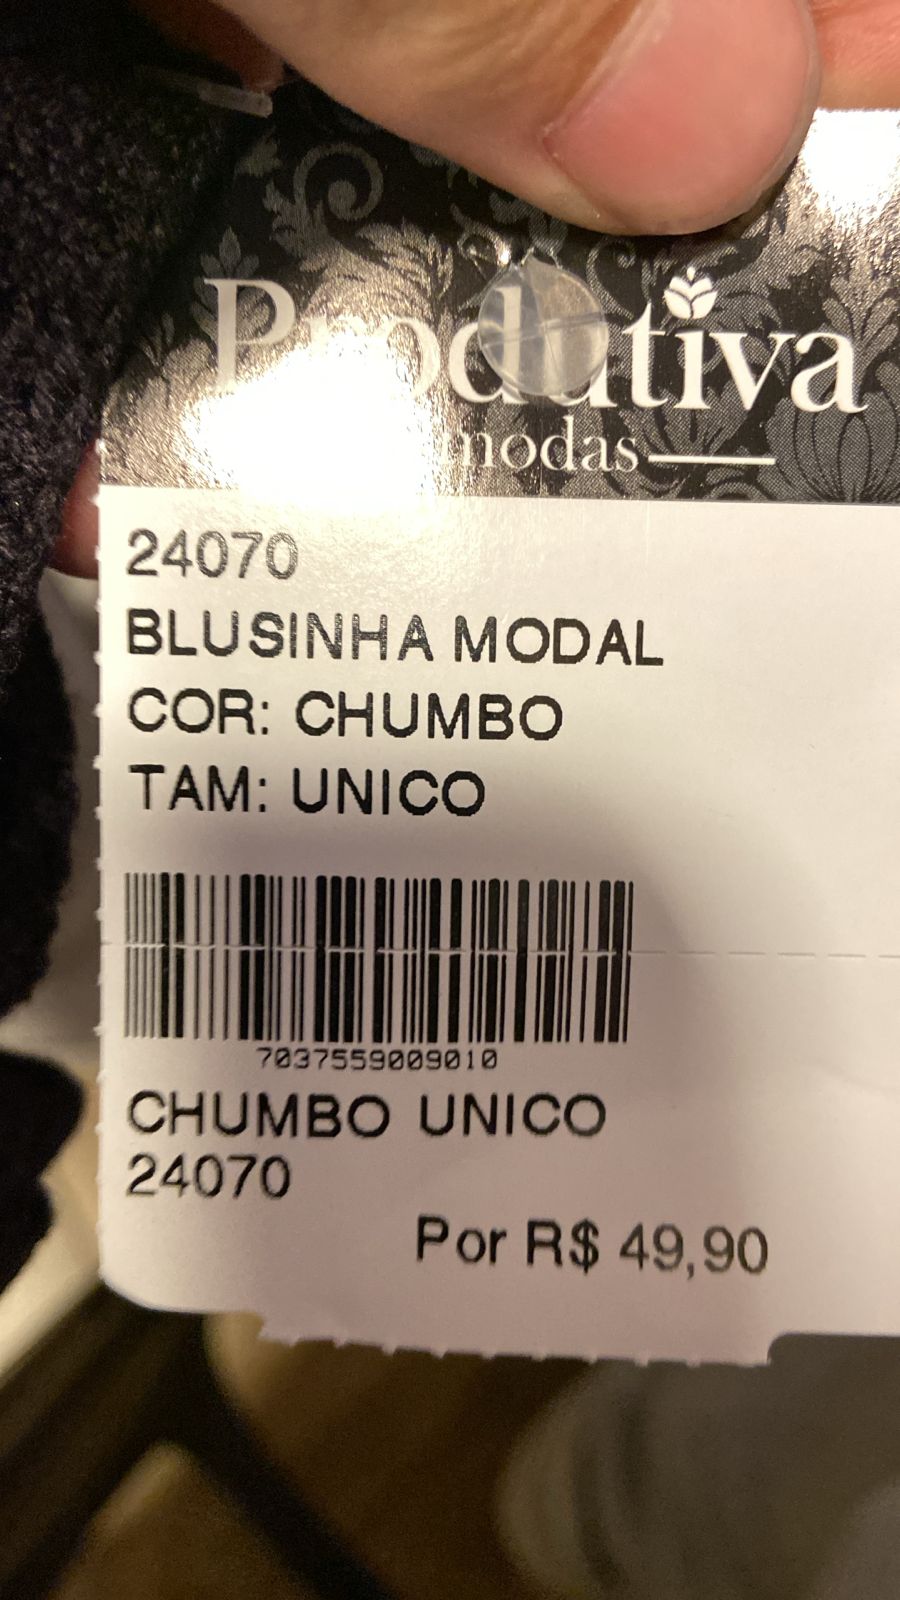 Produtiva
modas
24070
BLUSINHA MODAL
COR: CHUMBO
TAM: UNICO
7037559009010
CHUMBO UNICO
24070
Por R$ 49,90